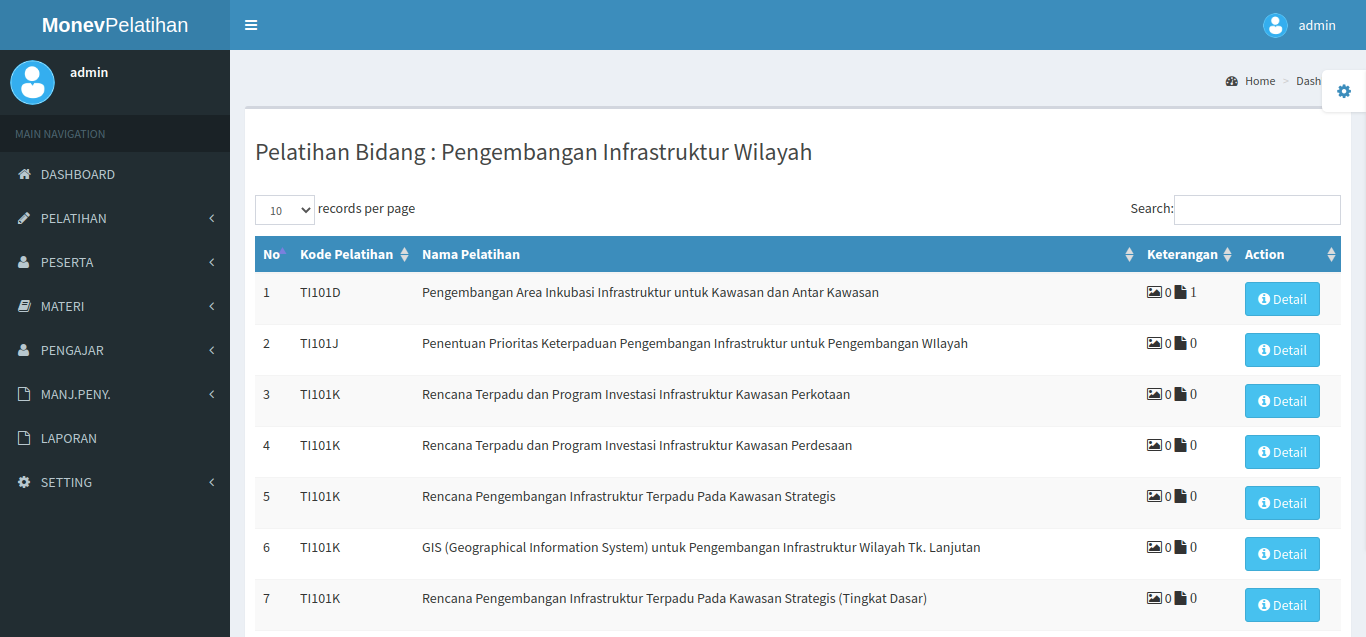 MonevPelatihan
admin
admin
MAIN NAVIGATION
DASHBOARD
PELATIHAN
PESERTA
MATERI
PENGAJAR
MANJ.PENY.
LAPORAN
SETTING
Home > Dash
Pelatihan Bidang : Pengembangan Infrastruktur Wilayah
10 records per page
Search:
No Kode Pelatihan Nama Pelatihan Keterangan Action
1 TI101D Pengembangan Area Inkubasi Infrastruktur untuk Kawasan dan Antar Kawasan 0 1 Detail
2 TI101J Penentuan Prioritas Keterpaduan Pengembangan Infrastruktur untuk Pengembangan WIlayah 0 0 Detail
3 TI101K Rencana Terpadu dan Program Investasi Infrastruktur Kawasan Perkotaan 0 0 Detail
4 TI101K Rencana Terpadu dan Program Investasi Infrastruktur Kawasan Perdesaan 0 0 Detail
5 TI101K Rencana Pengembangan Infrastruktur Terpadu Pada Kawasan Strategis 0 0 Detail
6 TI101K GIS (Geographical Information System) untuk Pengembangan Infrastruktur Wilayah Tk. Lanjutan 0 0 Detail
7 TI101K Rencana Pengembangan Infrastruktur Terpadu Pada Kawasan Strategis (Tingkat Dasar) 0 0 Detail